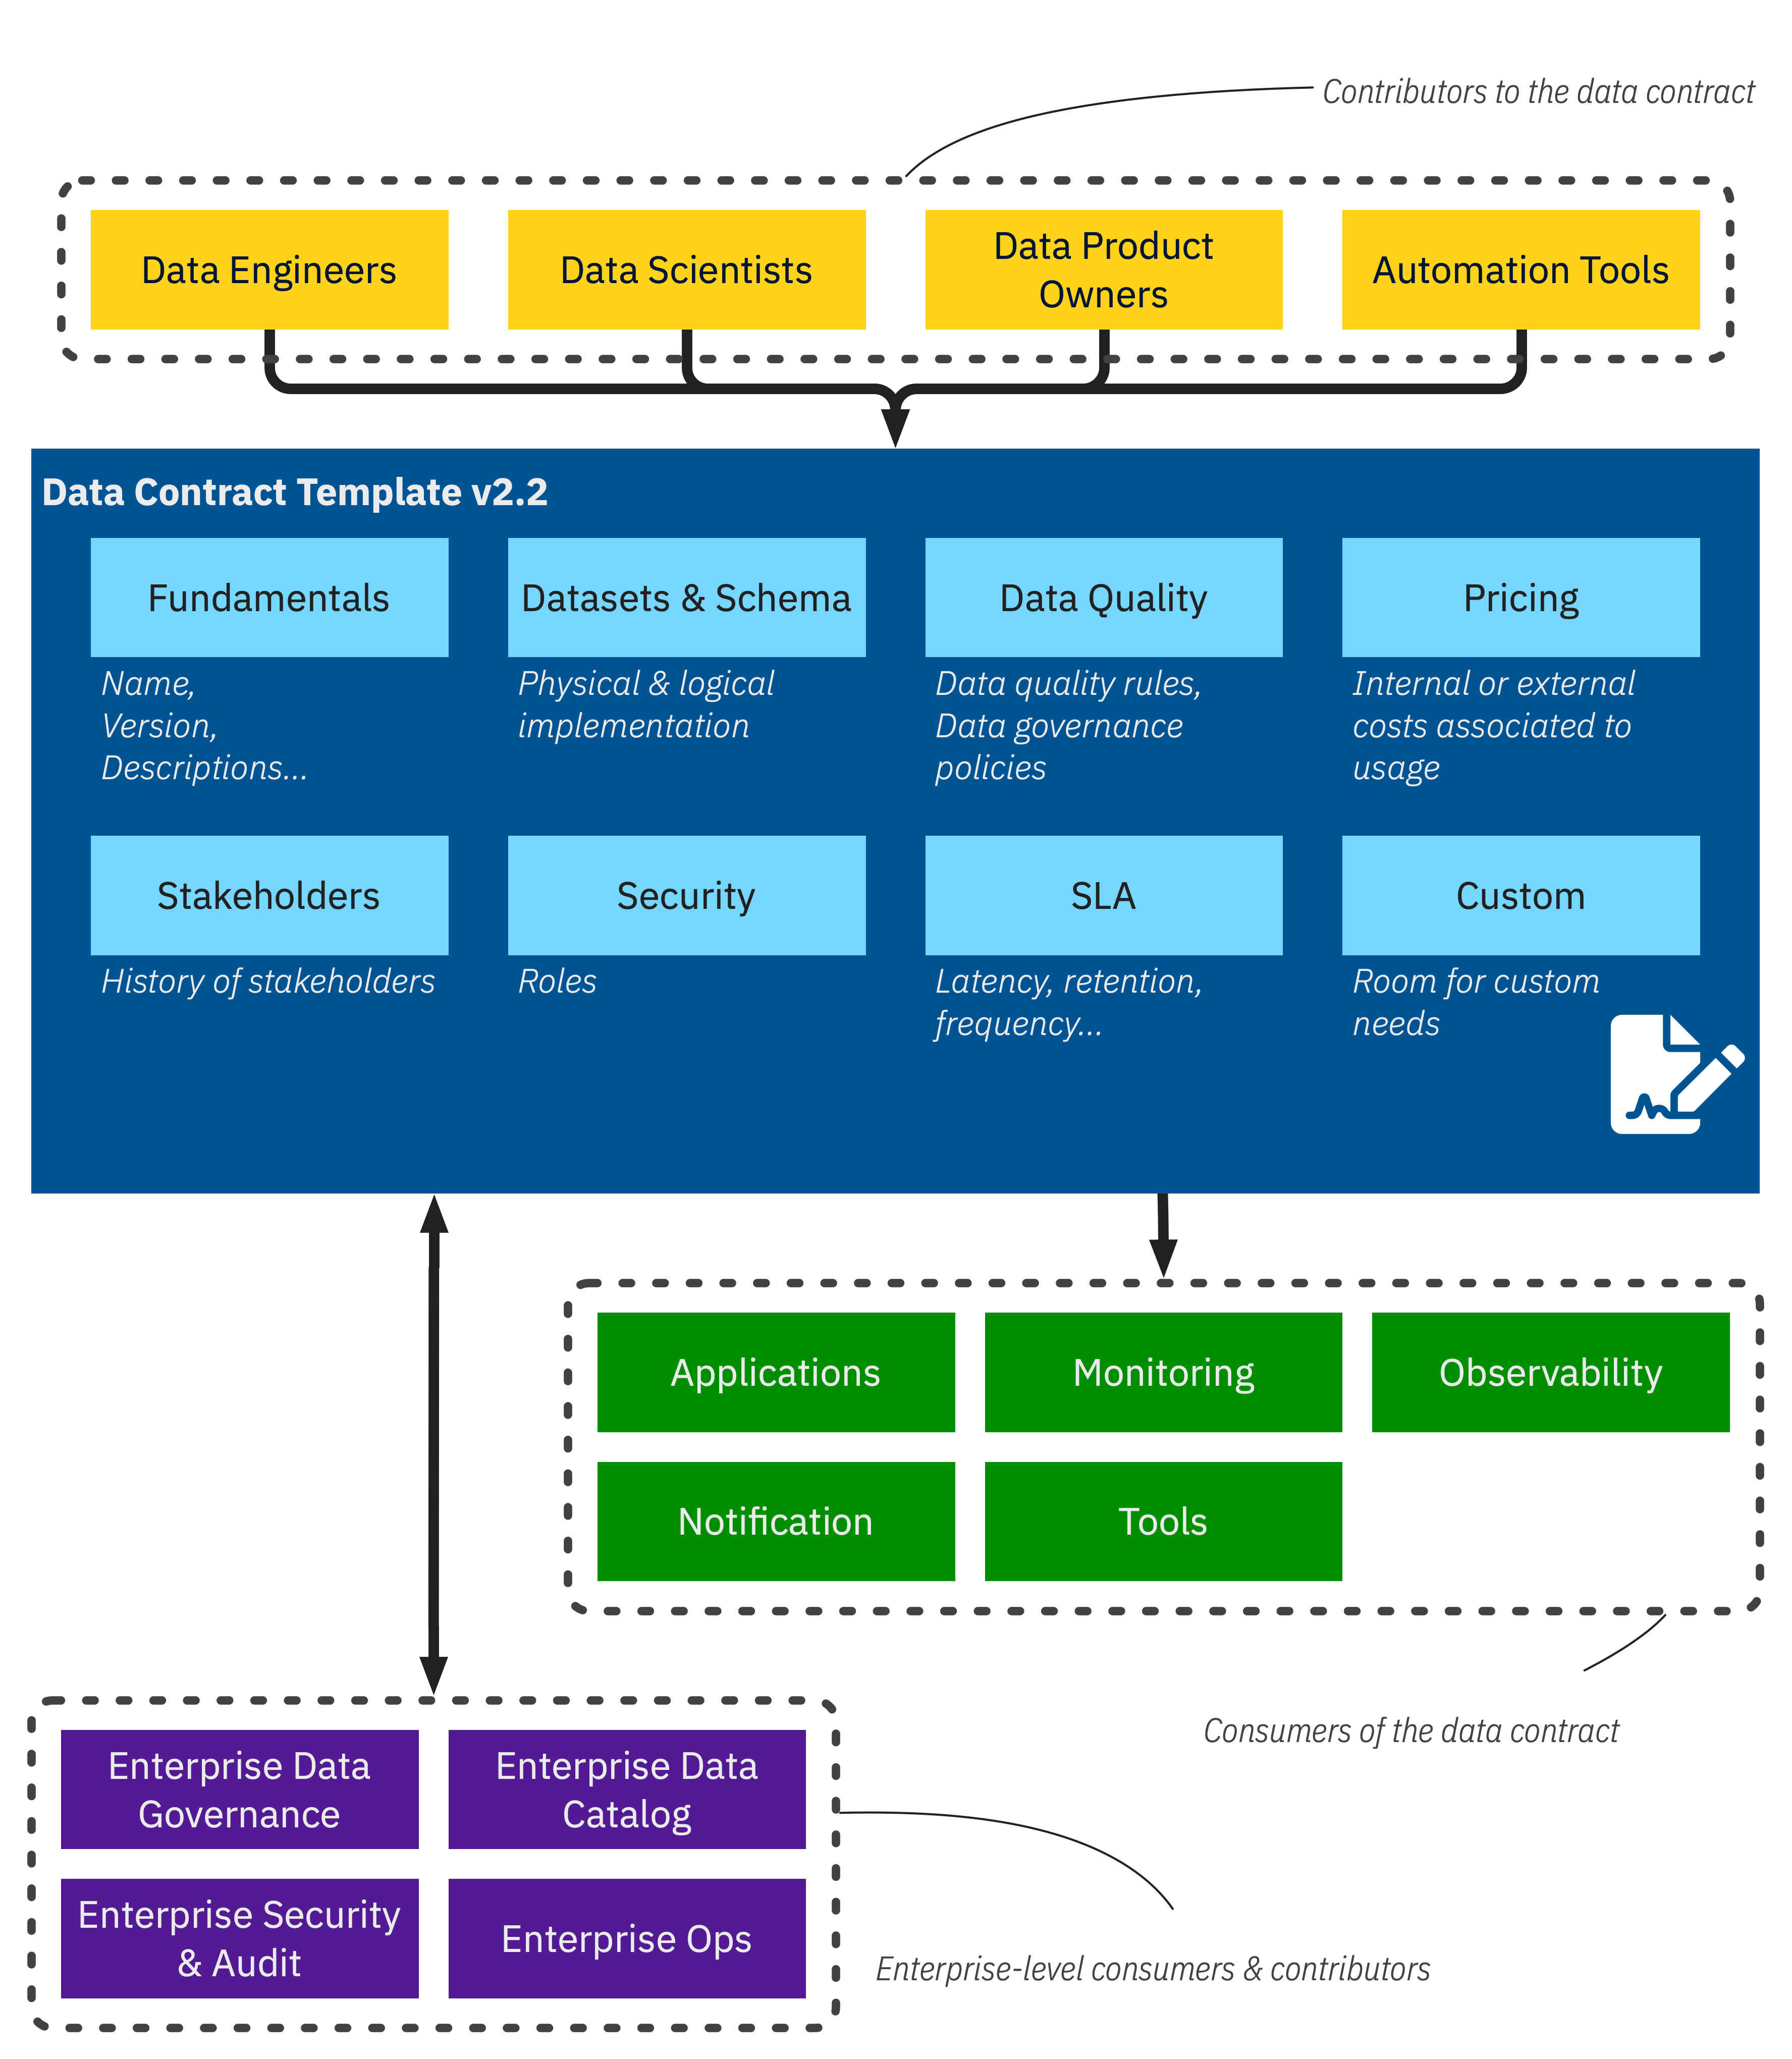 Contributors to the data contract
Data Engineers
Data Scientists
Data Product
Owners
Automation Tools
Data Contract Template v2.2
Fundamentals
Datasets & Schema
Data Quality
Pricing
Name,
Version,
Descriptions...
Physical & logical
implementation
Data quality rules,
Data governance
policies
Internal or external
costs associated to
usage
Stakeholders
Security
SLA
Custom
History of stakeholders
Roles
Latency, retention,
frequency...
Room for custom
needs
Applications
Monitoring
Observability
Notification
Tools
Consumers of the data contract
Enterprise Data
Governance
Enterprise Data
Catalog
Enterprise Security
& Audit
Enterprise Ops
Enterprise-level consumers & contributors